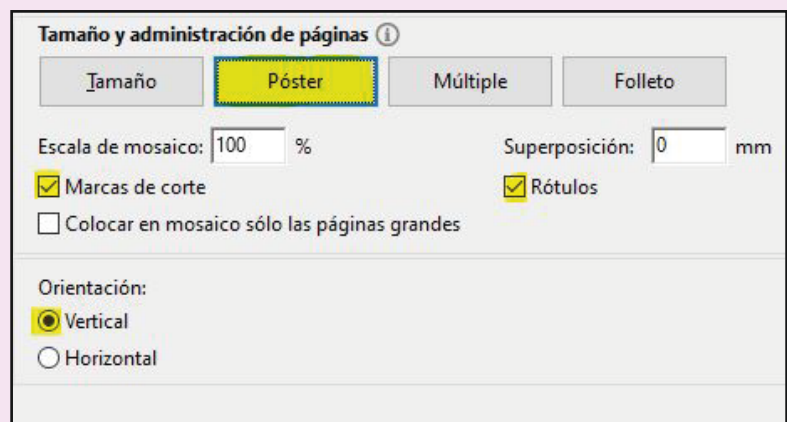 Tamaño y administración de páginas
Tamaño Póster Múltiple Folleto
Escala de mosaico: 100 % Superposición: 0 mm
Marcas de corte Rótulos
Colocar en mosaico sólo las páginas grandes
Orientación:
Vertical
Horizontal